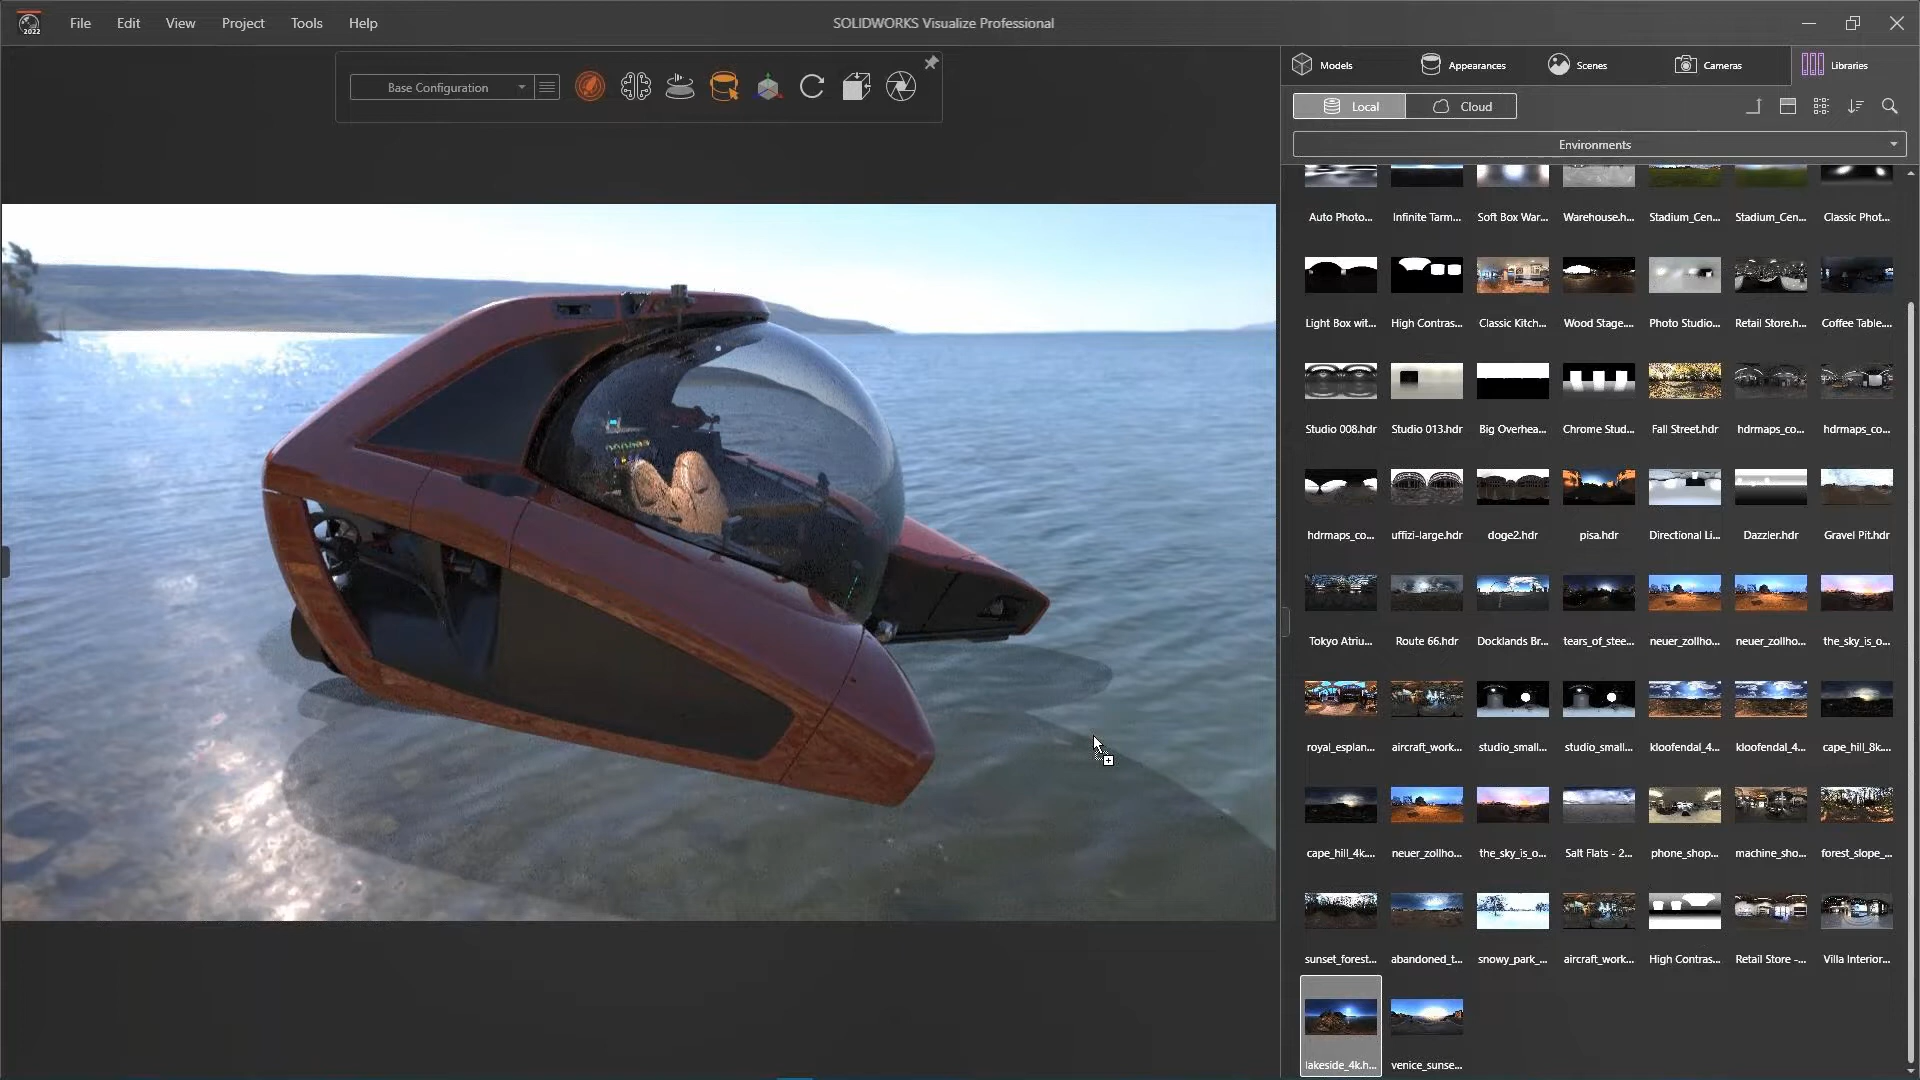 2022
File Edit View Project Tools Help
SOLIDWORKS Visualize Professional
Base Configuration
Models Appearances Scenes Cameras Libraries
Local Cloud
Environments
Auto Photo... Infinite Tarm... Soft Box War... Warehouse.h... Stadium_Cen... Stadium_Cen... Classic Phot...
Light Box wit... High Contras... Classic Kitch... Wood Stage.... Photo Studio... Retail Store.h... Coffee Table....
Studio 008.hdr Studio 013.hdr Big Overhea... Chrome Stud... Fall Street.hdr hdrmaps_co... hdrmaps_co...
hdrmaps_co... uffizi-large.hdr doge2.hdr pisa.hdr Directional Li... Dazzler.hdr Gravel Pit.hdr
Tokyo Atriu... Route 66.hdr Docklands Br... tears_of_stee... neuer_zollho... neuer_zollho... the_sky_is_o...
royal_esplan... aircraft_work... studio_small... studio_small... kloofendal_4... kloofendal_4... cape_hill_8k....
cape_hill_4k.... neuer_zollho... the_sky_is_o... Salt Flats - 2... phone_shop... machine_sho... forest_slope_...
sunset_forest... abandoned_t... snowy_park_... aircraft_work... High Contras... Retail Store -... Villa Interior...
lakeside_4k.h... venice_sunse...